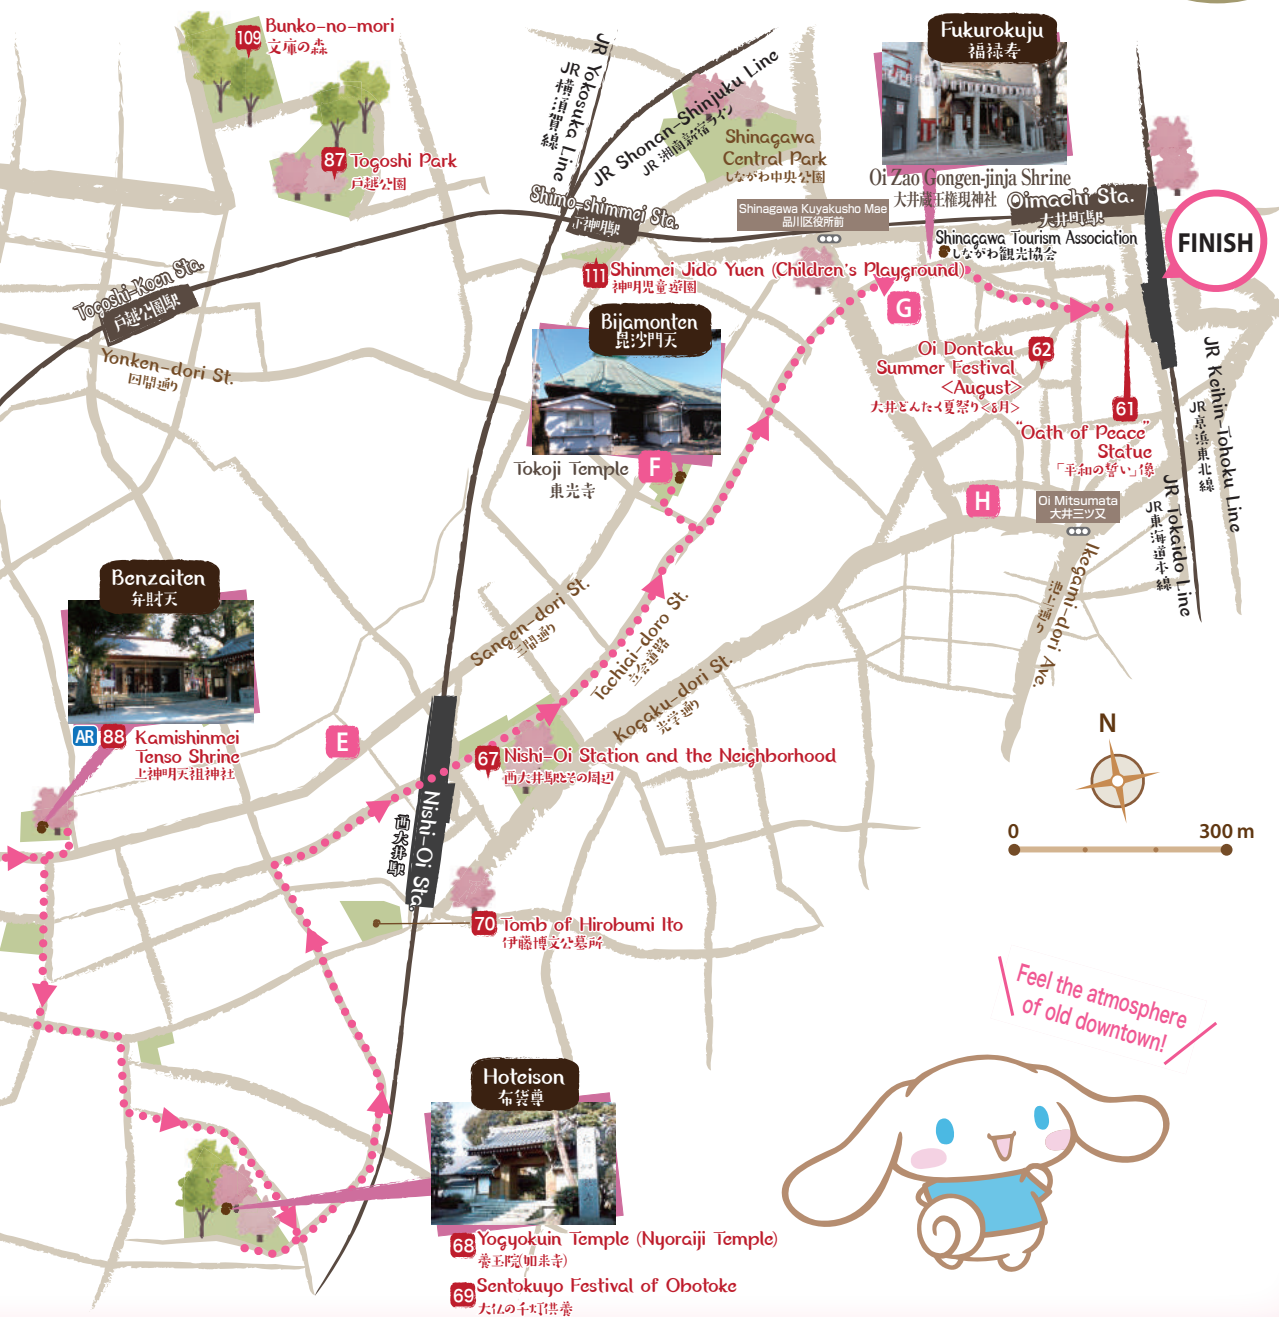 109
Bunko-no-mori
文庫の森
87
Togoshi Park
戸越公園
JR Yokosuka Line
JR 横須賀線
JR Shonan-Shinjuku Line
JR 湘南新宿ライン
Shinagawa
Central Park
しながわ中央公園
Fukurokuju
福禄寿
Oi Zao Gongen-jinja Shrine
大井蔵王権現神社
Shimo-shimmei Sta.
下神明駅
Shinagawa Kuyakusho Mae
品川区役所前
Oimachi Sta.
大井町駅
Shinagawa Tourism Association
しながわ観光協会
FINISH
111
Shinmei Jido Yuen (Children's Playground)
神明児童遊園
Togoshi-Koen Sta.
戸越公園駅
Yonken-dori St.
四間通り
Bijamonten
毘沙門天
Tokoji Temple
東光寺
F
G
Oi Dontaku
Summer Festival
<August>
大井どんたく夏祭り<8月>
62
61
"Oath of Peace"
Statue
「平和の誓い」像
JR Keihin-Tohoku Line
JR 京浜東北線
JR Tokaido Line
JR 東海道本線
H
Oi Mitsumata
大井三ツ又
Ikegami-dori Ave.
池上通り
Benzaiten
弁財天
AR
88
Kamishinmei
Tenso Shrine
上神明天祖神社
E
Sangen-dori St.
三間通り
Tachiai-doro St.
立会道路
Kogaku-dori St.
光学通り
67
Nishi-Oi Station and the Neighborhood
西大井駅とその周辺
Nishi-Oi Sta.
西大井駅
70
Tomb of Hirobumi Ito
伊藤博文公墓所
N
0
300 m
Feel the atmosphere
of old downtown!
Hoteison
布袋尊
68
Yogyokuin Temple (Nyoraiji Temple)
養玉院(如来寺)
69
Sentokuyo Festival of Obotoke
大仏の千灯供養